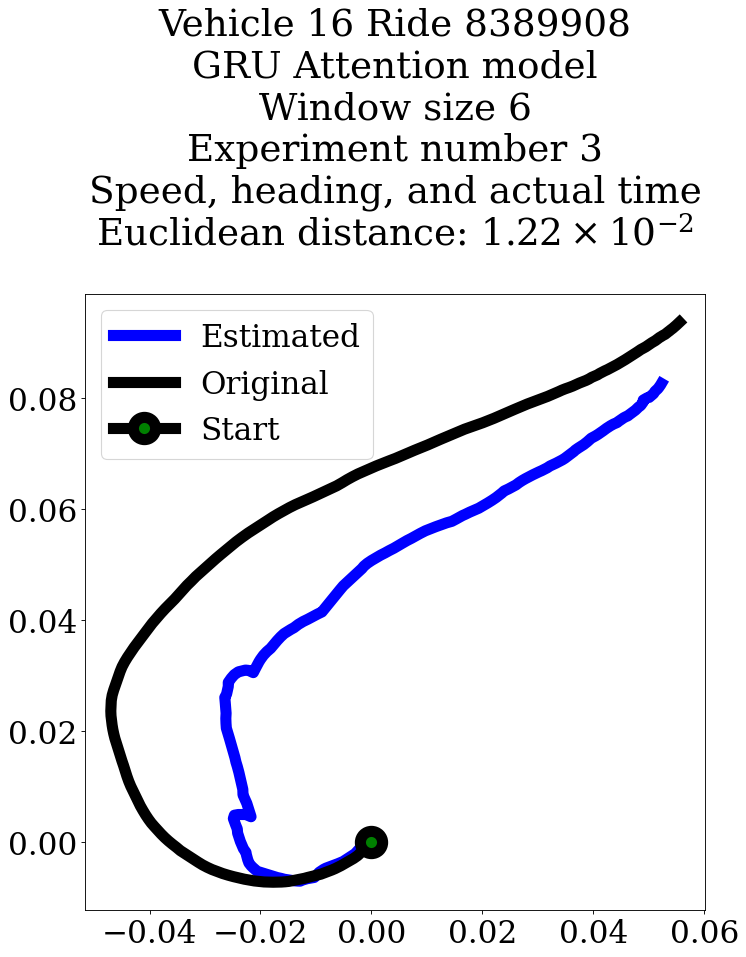 Vehicle 16 Ride 8389908
GRU Attention model
Window size 6
Experiment number 3
Speed, heading, and actual time
Euclidean distance: 1.22 × 10⁻²
Estimated
Original
Start
0.08
0.06
0.04
0.02
0.00
−0.04 −0.02 0.00 0.02 0.04 0.06